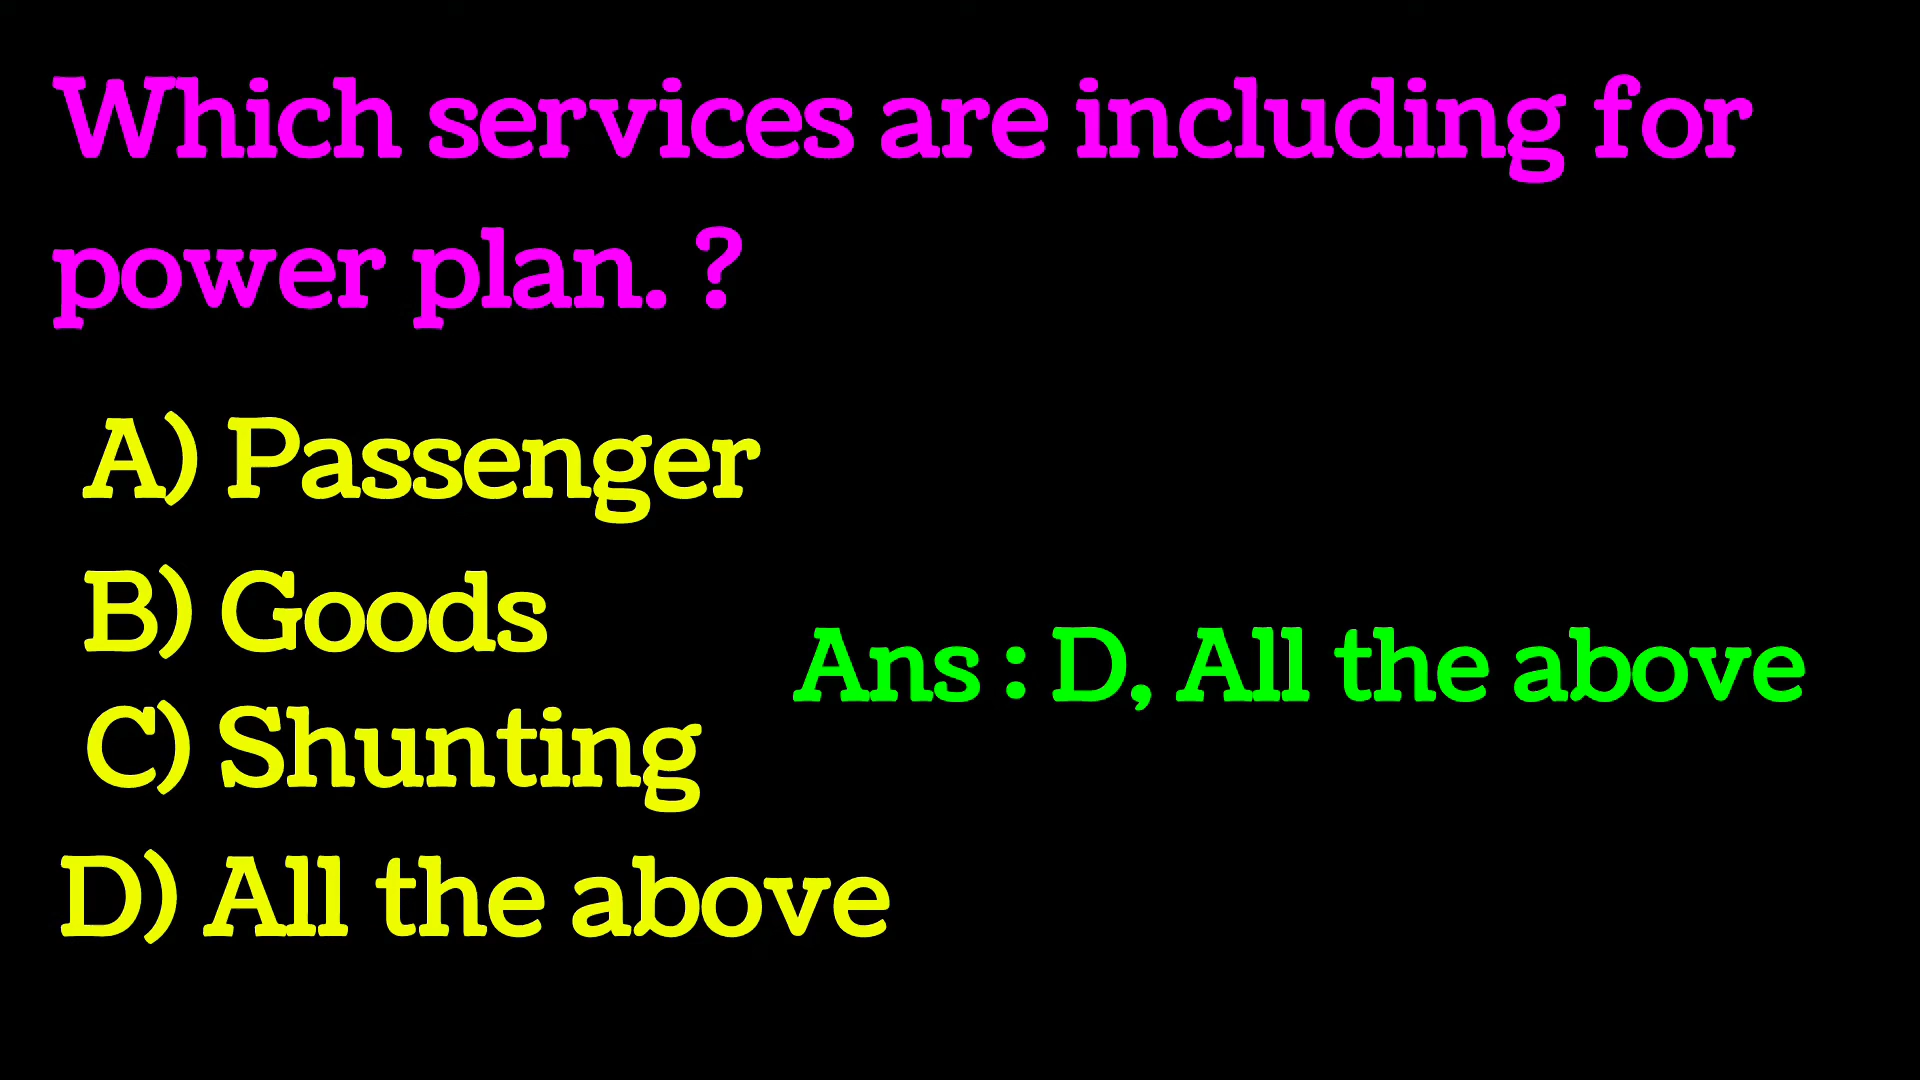 Which services are including for
power plan. ?
A) Passenger
B) Goods
Ans : D, All the above
C) Shunting
D) All the above